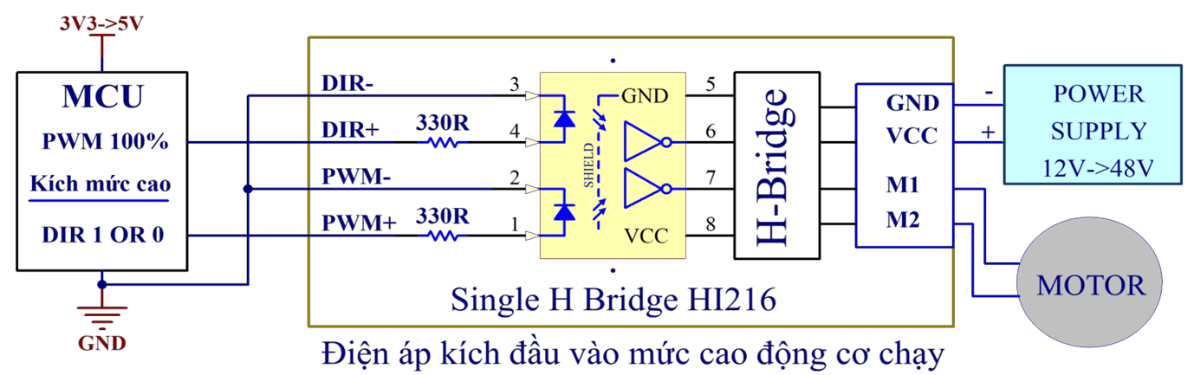 3V3->5V
MCU
PWM 100%
Kích mức cao
DIR 1 OR 0
GND
DIR-
DIR+
330R
PWM-
PWM+
330R
3
4
2
1
SHIELD
GND
VCC
5
6
7
8
H-Bridge
GND
VCC
M1
M2
-
+
POWER
SUPPLY
12V->48V
MOTOR
Single H Bridge HI216
Điện áp kích đầu vào mức cao động cơ chạy